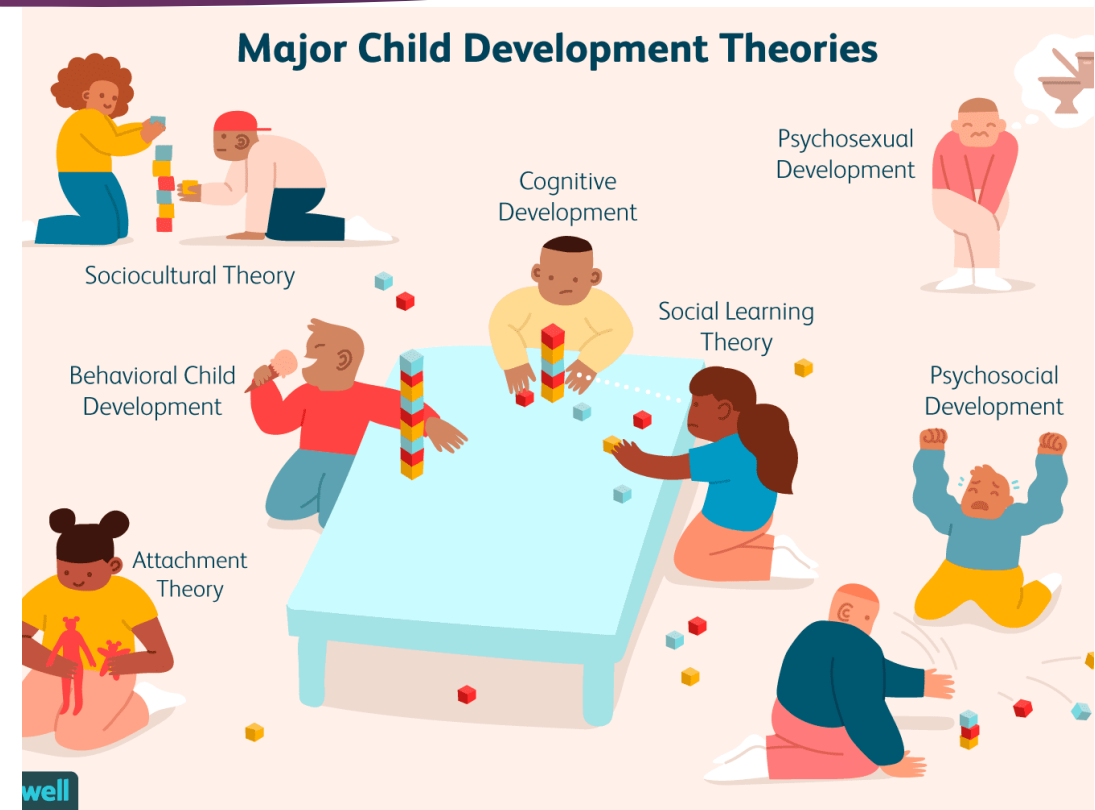 Major Child Development Theories
Psychosexual
Development
Cognitive
Development
Sociocultural Theory
Social Learning
Theory
Behavioral Child
Development
Psychosocial
Development
Attachment
Theory
well